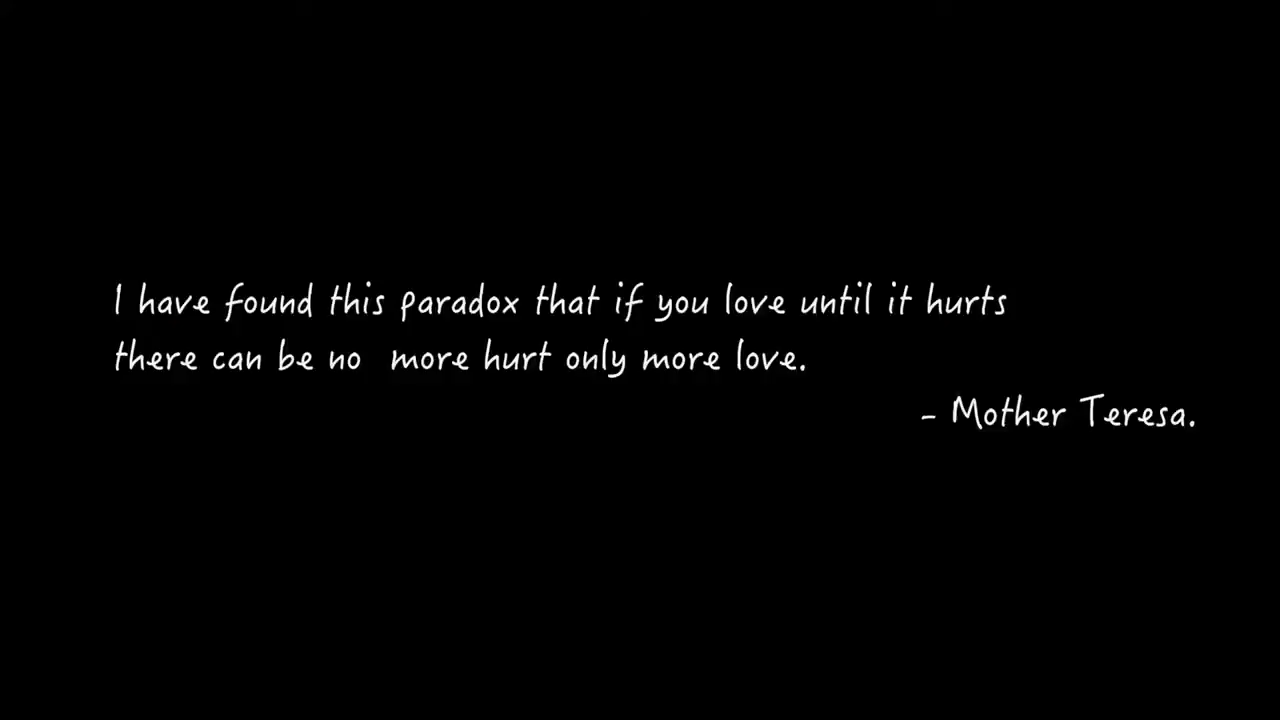 I have found this paradox that if you love until it hurts
there can be no  more hurt only more love.
- Mother Teresa.